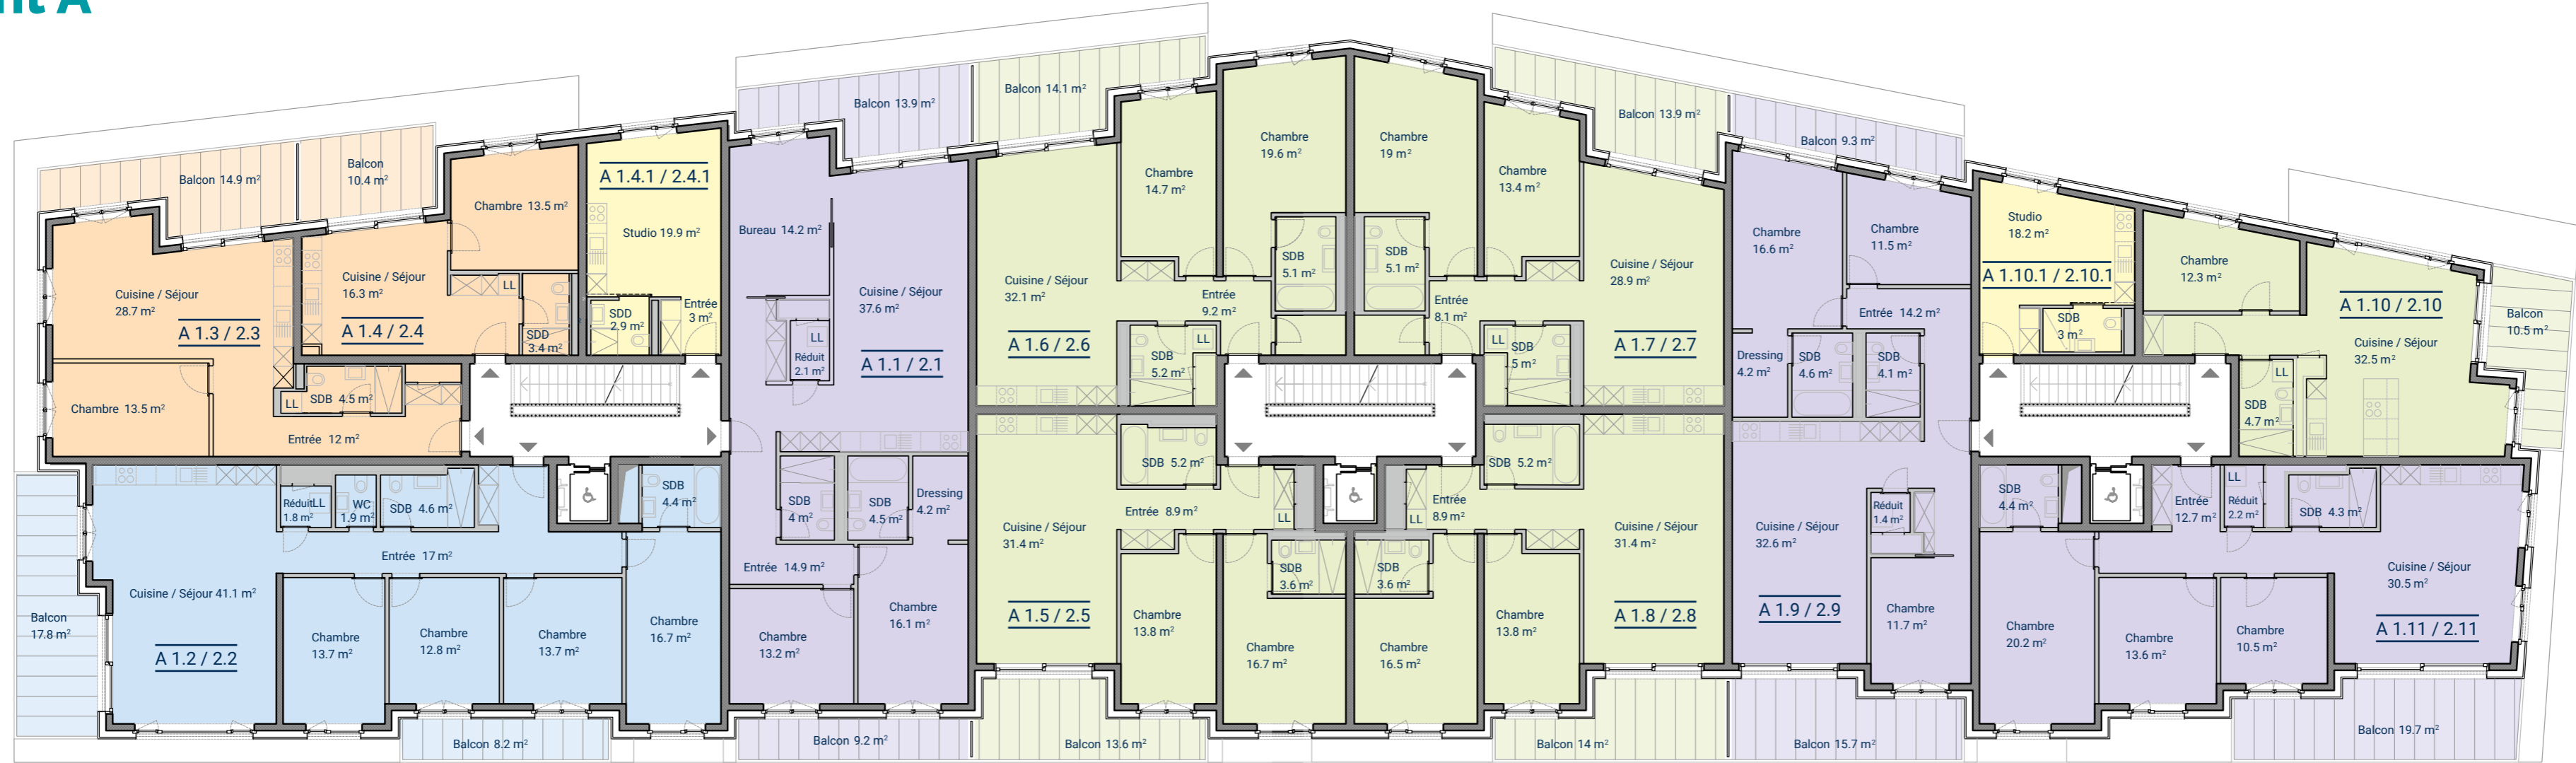 nt A
Balcon 14.9 m²
Balcon
10.4 m²
Chambre 13.5 m²
Cuisine / Séjour
28.7 m²
A 1.3 / 2.3
Chambre 13.5 m²
LL
SDB 4.5 m²
Entrée 12 m²
Cuisine / Séjour
16.3 m²
A 1.4 / 2.4
LL
SDD
3.4 m²
A 1.4.1 / 2.4.1
Studio 19.9 m²
SDD
2.9 m²
Entrée
3 m²
Balcon 13.9 m²
Bureau 14.2 m²
Cuisine / Séjour
37.6 m²
LL
Réduit
2.1 m²
A 1.1 / 2.1
SDB
4 m²
SDB
4.5 m²
Dressing
4.2 m²
Entrée 14.9 m²
Chambre
13.2 m²
Chambre
16.1 m²
Balcon 9.2 m²
Balcon
17.8 m²
Cuisine / Séjour 41.1 m²
A 1.2 / 2.2
RéduitLL
1.8 m²
WC
1.9 m²
SDB 4.6 m²
Entrée 17 m²
SDB
4.4 m²
Chambre
13.7 m²
Chambre
12.8 m²
Chambre
13.7 m²
Chambre
16.7 m²
Balcon 8.2 m²
Balcon 14.1 m²
Chambre
14.7 m²
Chambre
19.6 m²
Cuisine / Séjour
32.1 m²
A 1.6 / 2.6
Entrée
9.2 m²
SDB
5.1 m²
SDB
5.2 m²
LL
Chambre
19 m²
Chambre
13.4 m²
Balcon 13.9 m²
SDB
5.1 m²
Entrée
8.1 m²
LL
SDB
5 m²
Cuisine / Séjour
28.9 m²
A 1.7 / 2.7
SDB 5.2 m²
Entrée 8.9 m²
LL
Cuisine / Séjour
31.4 m²
A 1.5 / 2.5
SDB
3.6 m²
Chambre
13.8 m²
Chambre
16.7 m²
Balcon 13.6 m²
SDB 5.2 m²
Entrée
8.9 m²
LL
SDB
3.6 m²
Cuisine / Séjour
31.4 m²
A 1.8 / 2.8
Chambre
16.5 m²
Chambre
13.8 m²
Balcon 14 m²
Balcon 9.3 m²
Chambre
16.6 m²
Chambre
11.5 m²
Entrée 14.2 m²
Dressing
4.2 m²
SDB
4.6 m²
SDB
4.1 m²
Cuisine / Séjour
32.6 m²
A 1.9 / 2.9
Réduit
1.4 m²
Chambre
11.7 m²
Balcon 15.7 m²
Studio
18.2 m²
A 1.10.1 / 2.10.1
SDB
3 m²
Chambre
12.3 m²
A 1.10 / 2.10
Cuisine / Séjour
32.5 m²
LL
SDB
4.7 m²
Balcon
10.5 m²
SDB
4.4 m²
Entrée
12.7 m²
LL
Réduit
2.2 m²
SDB 4.3 m²
Cuisine / Séjour
30.5 m²
A 1.11 / 2.11
Chambre
20.2 m²
Chambre
13.6 m²
Chambre
10.5 m²
Balcon 19.7 m²